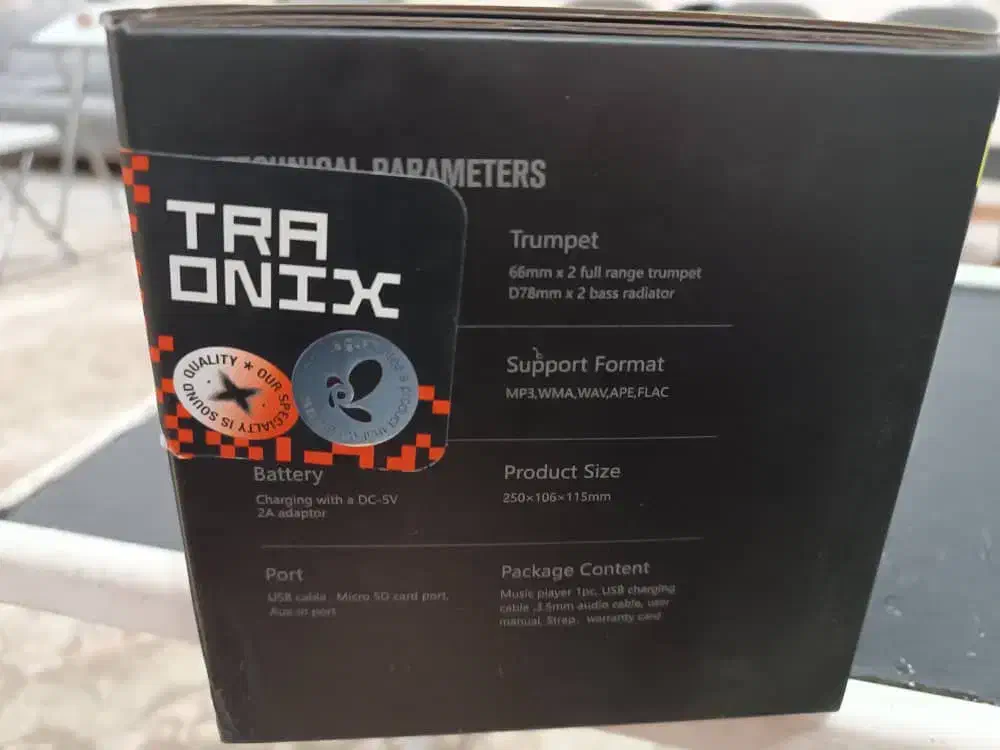 TECHNICAL PARAMETERS
TRA
ONIX
QUALITY ★ OUR SPECIALTY IS SOUND
Trumpet
66mm x 2 full range trumpet
D78mm x 2 bass radiator
Support Format
MP3,WMA,WAV,APE,FLAC
Battery
Charging with a DC-5V
2A adaptor
Product Size
250×106×115mm
Port
USB cable、Micro SD card port,
Aux-in port
Package Content
Music player 1pc, USB charging
cable ,3.5mm audio cable, user
manual, Strap、warranty card